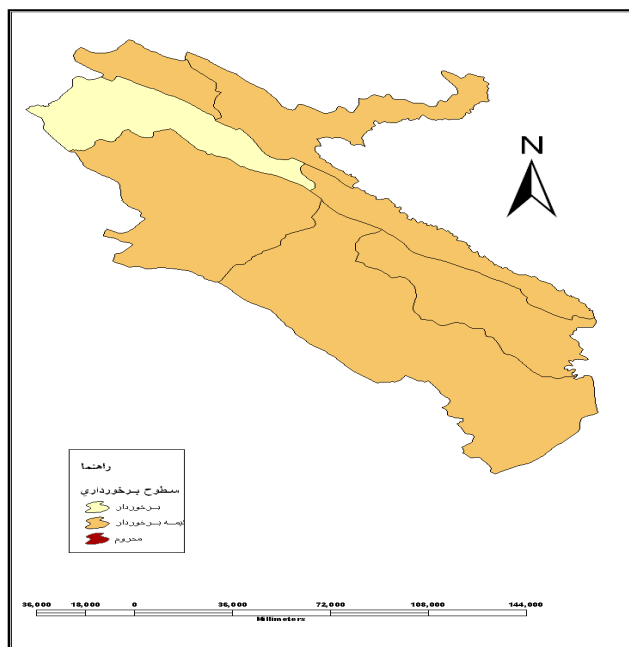 N
راهنما
سطوح برخورداري
برخوردار
نيمه برخوردار
محروم
36,000 18,000 0 36,000 72,000 108,000 144,000
Millimeters